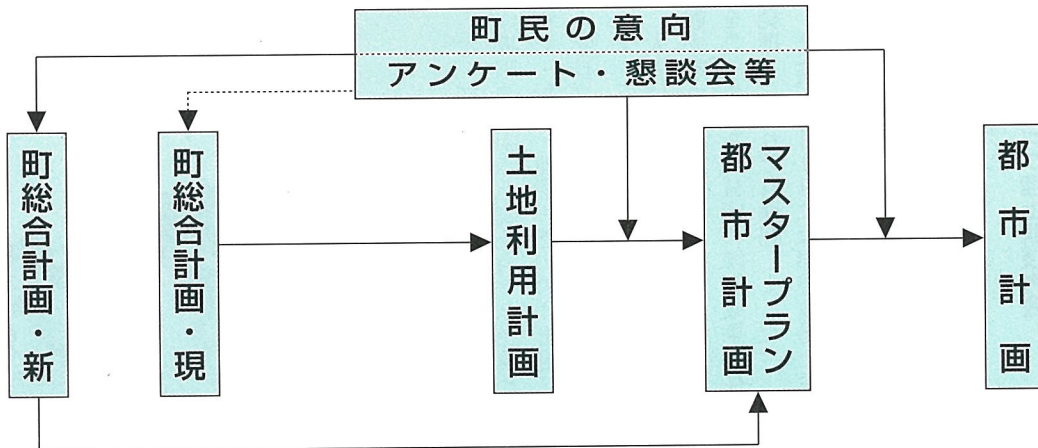 町民の意向
アンケート・懇談会等
町総合計画・新
町総合計画・現
土地利用計画
マスタープラン
都市計画
都市計画